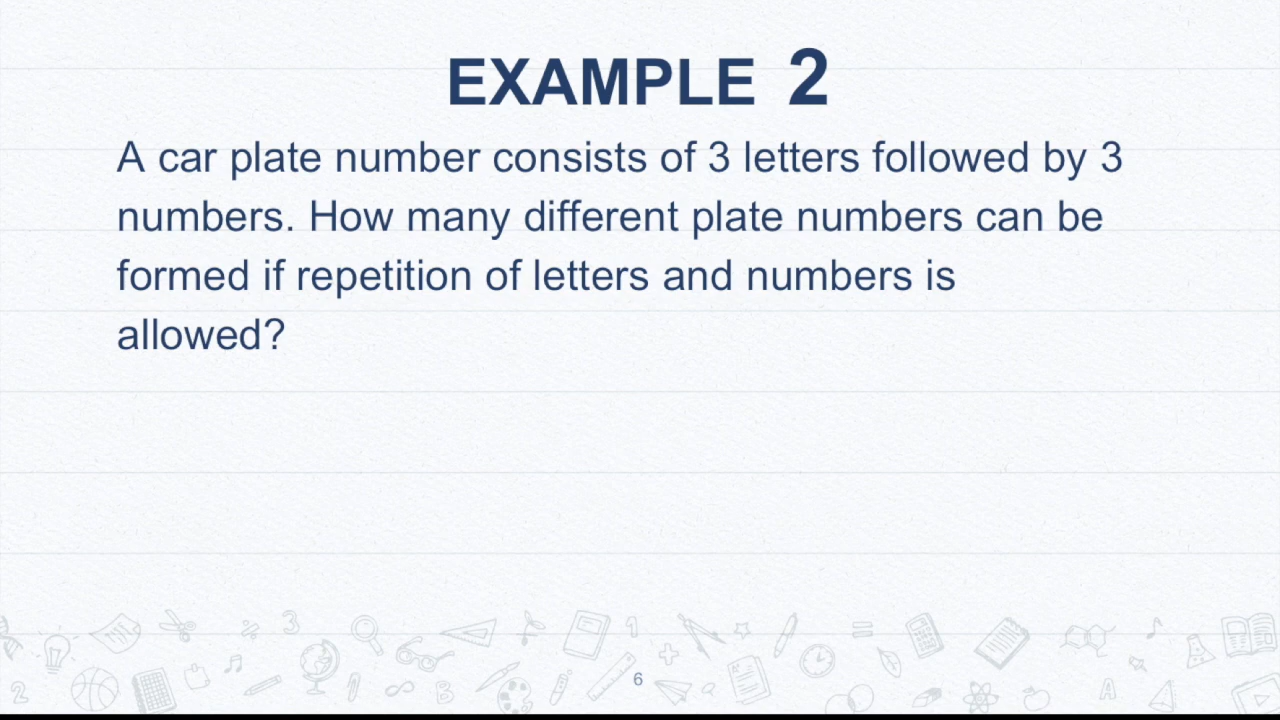 EXAMPLE 2
A car plate number consists of 3 letters followed by 3
numbers. How many different plate numbers can be
formed if repetition of letters and numbers is
allowed?
6